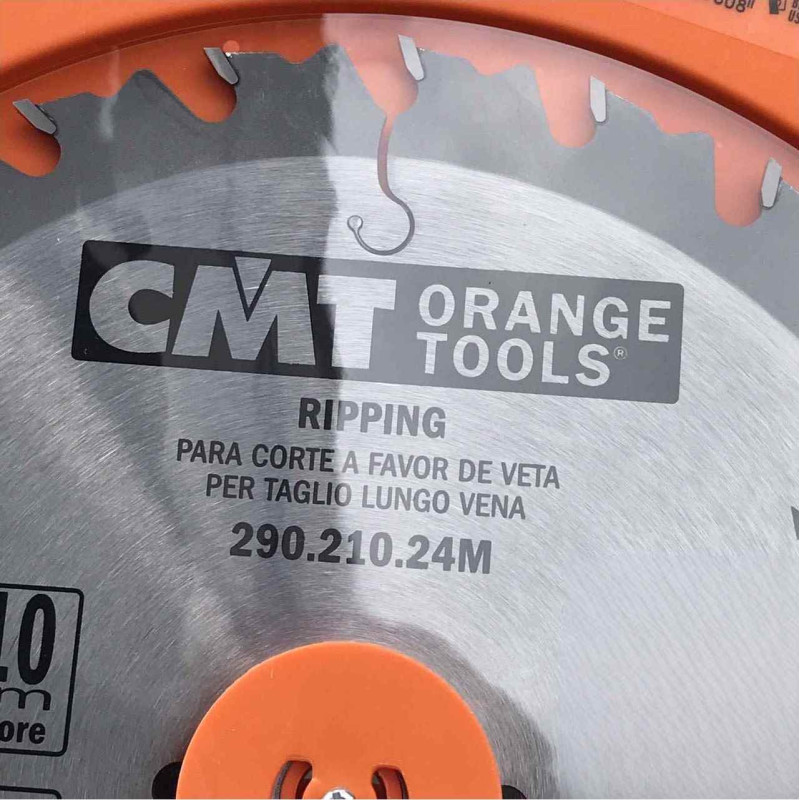 CMT ORANGE
TOOLS®
RIPPING
PARA CORTE A FAVOR DE VETA
PER TAGLIO LUNGO VENA
290.210.24M